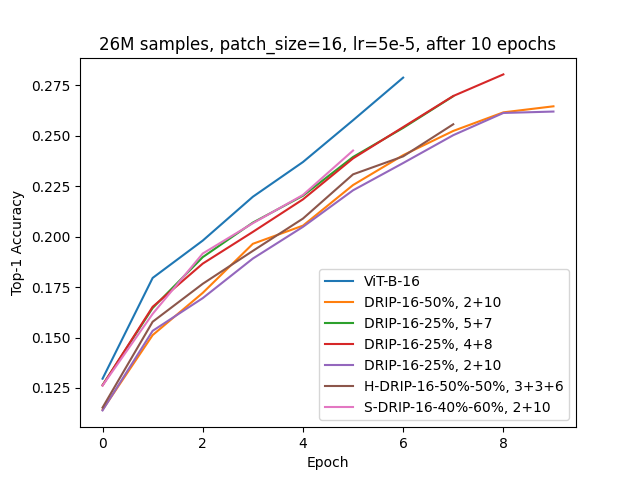 26M samples, patch_size=16, lr=5e-5, after 10 epochs
Top-1 Accuracy
0.275
0.250
0.225
0.200
0.175
0.150
0.125
ViT-B-16
DRIP-16-50%, 2+10
DRIP-16-25%, 5+7
DRIP-16-25%, 4+8
DRIP-16-25%, 2+10
H-DRIP-16-50%-50%, 3+3+6
S-DRIP-16-40%-60%, 2+10
0 2 4 6 8
Epoch